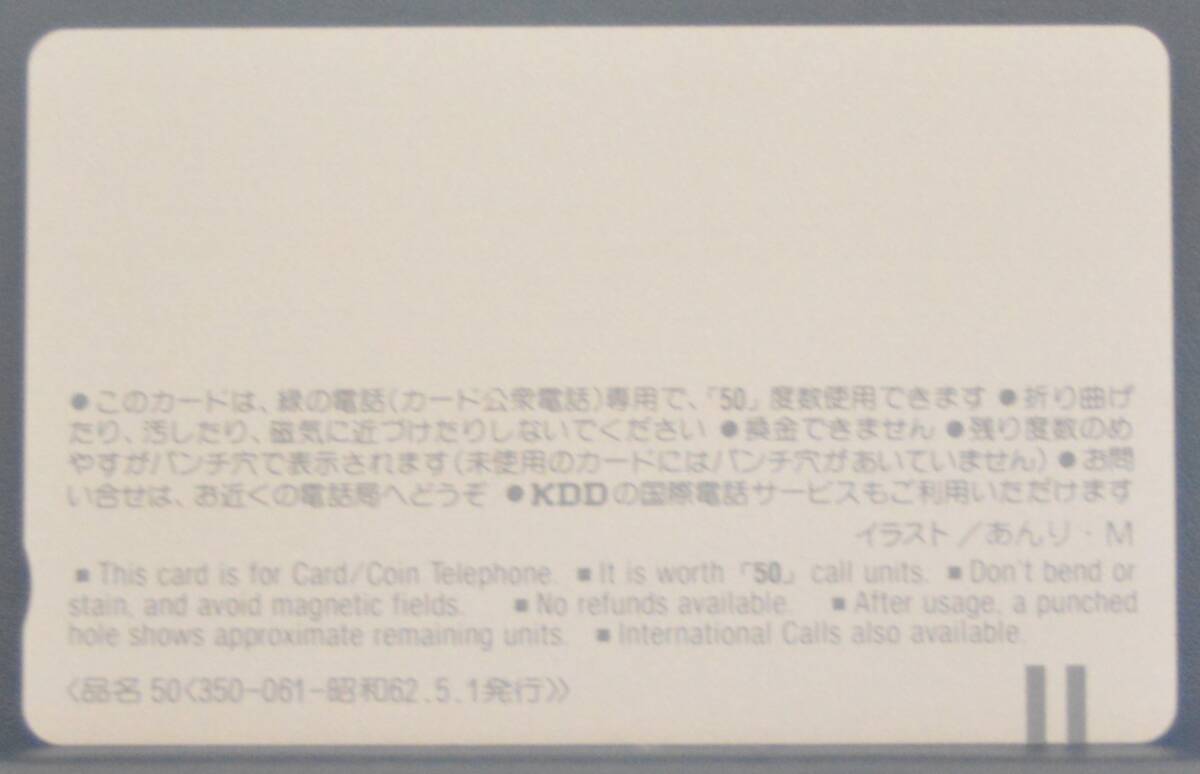 ●このカードは、緑の電話(カード公衆電話)専用で、「50」度数使用できます ●折り曲げ
たり、汚したり、磁気に近づけたりしないでください ●換金できません ●残り度数のめ
やすがパンチ穴で表示されます(未使用のカードにはパンチ穴があいていません) ●お問
い合せは、お近くの電話局へどうぞ ●KDDの国際電話サービスもご利用いただけます
イラスト/あんり・M
■This card is for Card/Coin Telephone. ■It is worth「50」call units. ■Don't bend or
stain, and avoid magnetic fields. ■No refunds available. ■After usage, a punched
hole shows approximate remaining units. ■International Calls also available.
〈品名 50〈350-061-昭和62.5.1発行〉〉